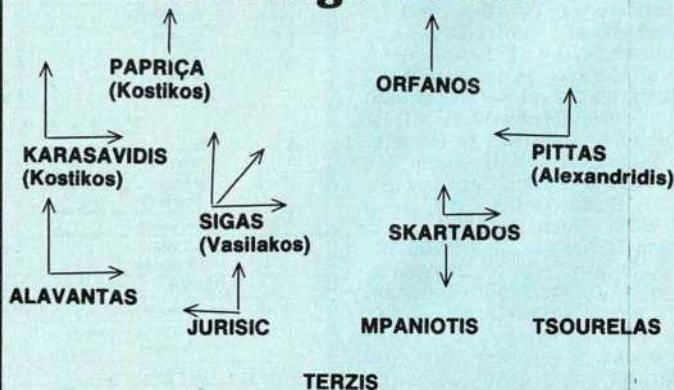 PAPRIÇA
(Kostikos)
ORFANOS
KARASAVIDIS
(Kostikos)
PITTAS
(Alexandridis)
SIGAS
(Vasilakos)
SKARTADOS
ALAVANTAS
JURISIC
MPANIOTIS
TSOURELAS
TERZIS